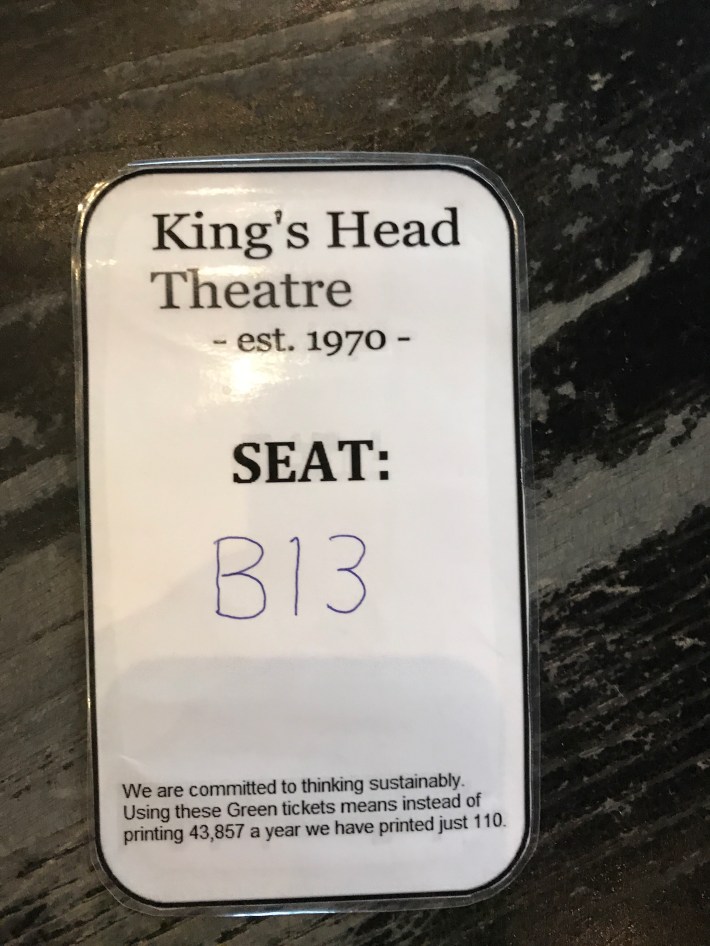 King's Head
Theatre
- est. 1970 -
SEAT:
B13
We are committed to thinking sustainably.
Using these Green tickets means instead of
printing 43,857 a year we have printed just 110.